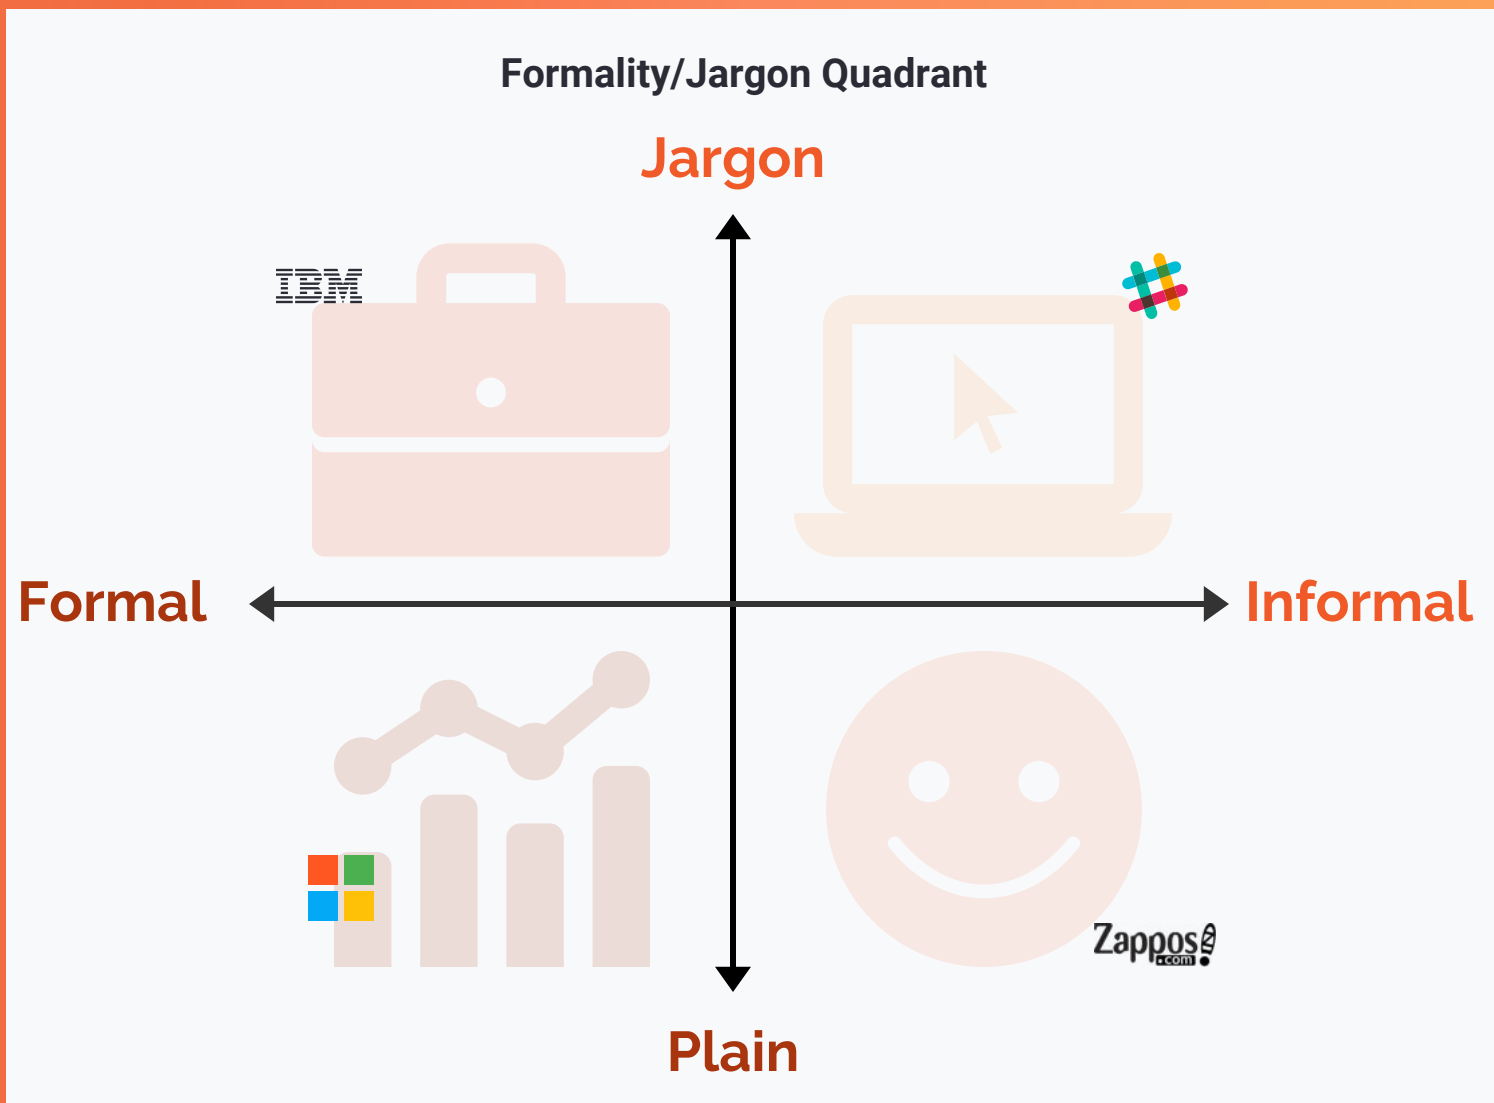 Formality/Jargon Quadrant
Jargon
IBM
Formal
Informal
Zappos
.com
Plain